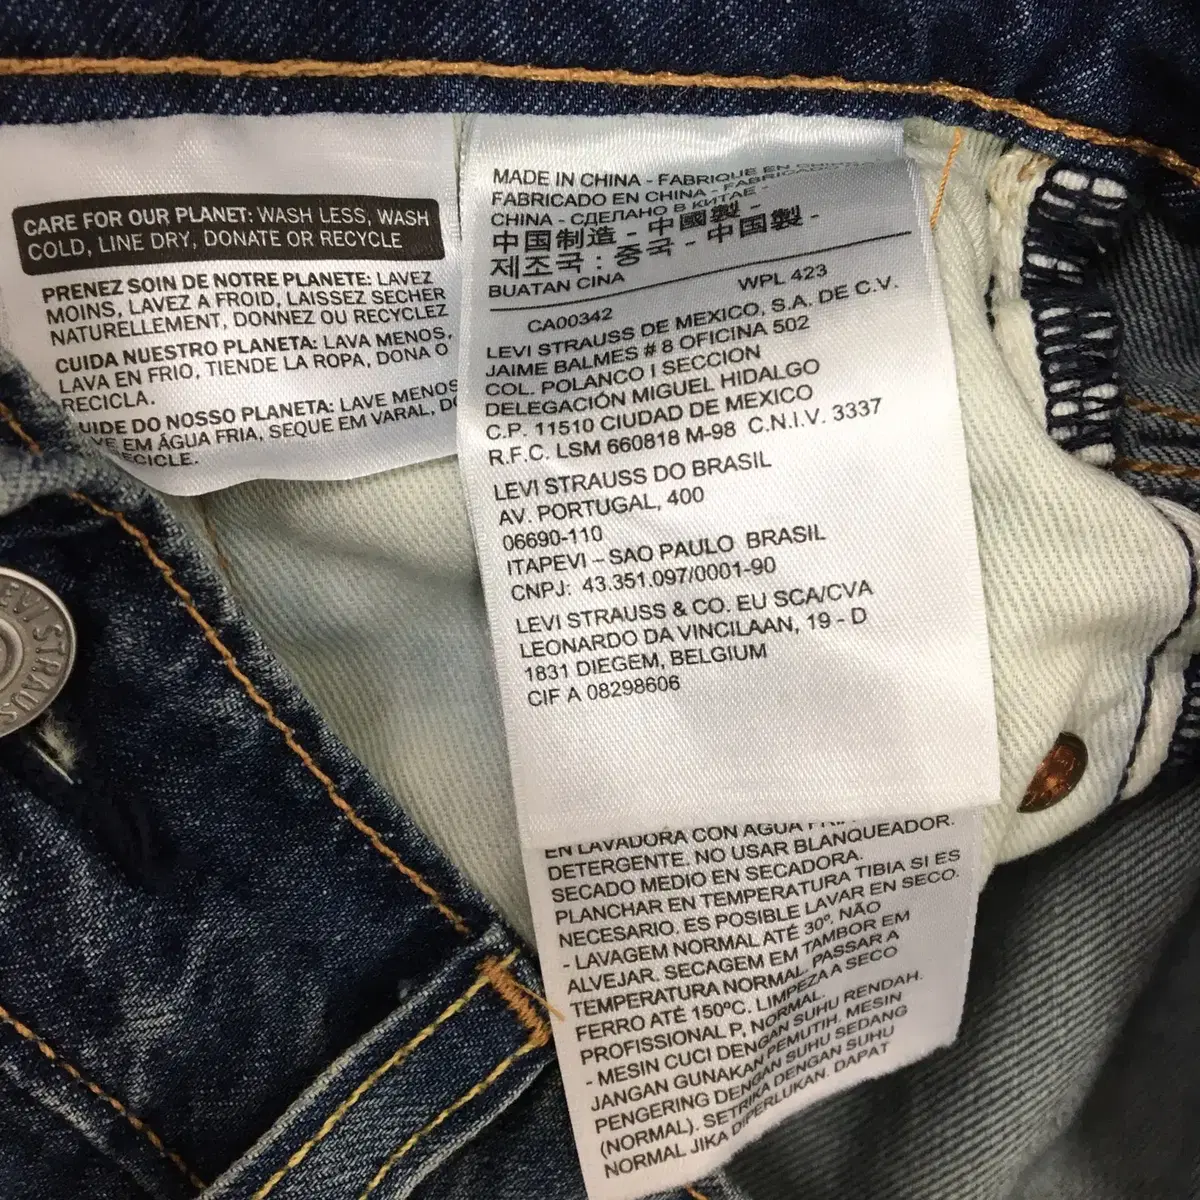 CARE FOR OUR PLANET: WASH LESS, WASH
COLD, LINE DRY, DONATE OR RECYCLE
PRENEZ SOIN DE NOTRE PLANETE: LAVEZ
MOINS, LAVEZ A FROID, LAISSEZ SECHER
NATURELLEMENT, DONNEZ OU RECYCLEZ
CUIDA NUESTRO PLANETA: LAVA MENOS,
LAVA EN FRIO, TIENDE LA ROPA, DONA O
RECICLA.
UIDE DO NOSSO PLANETA: LAVE MENOS
VE EM ÁGUA FRIA, SEQUE EM VARAL, DO
ECICLE.
LEVI STRAUSS
MADE IN CHINA - FABRIQUE EN
FABRICADO EN CHINA -
CHINA - СДЕЛАНО В КИТАЕ -
中国制造 - 中國製 -
제조국 : 중국 - 中国製 -
BUATAN CINA
WPL 423
CA00342
LEVI STRAUSS DE MEXICO, S.A. DE C.V.
JAIME BALMES # 8 OFICINA 502
COL. POLANCO I SECCION
DELEGACIÓN MIGUEL HIDALGO
C.P. 11510 CIUDAD DE MEXICO
R.F.C. LSM 660818 M-98 C.N.I.V. 3337
LEVI STRAUSS DO BRASIL
AV. PORTUGAL, 400
06690-110
ITAPEVI – SAO PAULO BRASIL
CNPJ: 43.351.097/0001-90
LEVI STRAUSS & CO. EU SCA/CVA
LEONARDO DA VINCILAAN, 19 - D
1831 DIEGEM, BELGIUM
CIF A 08298606
EN LAVADORA CON AGUA FRIA.
DETERGENTE. NO USAR BLANQUEADOR.
SECADO MEDIO EN SECADORA.
PLANCHAR EN TEMPERATURA TIBIA SI ES
NECESARIO. ES POSIBLE LAVAR EN SECO.
- LAVAGEM NORMAL ATÉ 30º. NÃO
ALVEJAR. SECAGEM EM TAMBOR EM
TEMPERATURA NORMAL. PASSAR A
FERRO ATÉ 150ºC. LIMPEZA A SECO
PROFISSIONAL P, NORMAL.
- MESIN CUCI DENGAN SUHU RENDAH.
JANGAN GUNAKAN PEMUTIH. MESIN
PENGERING DENGAN SUHU SEDANG
(NORMAL). SETRIKA DENGAN SUHU
NORMAL JIKA DIPERLUKAN. DAPAT